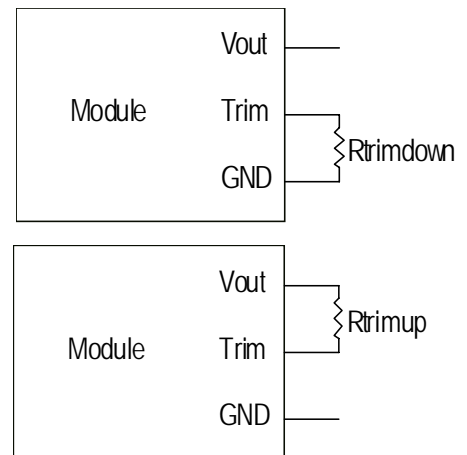 Vout
Module Trim
Rtrimdown
GND
Vout
Rtrimup
Module Trim
GND